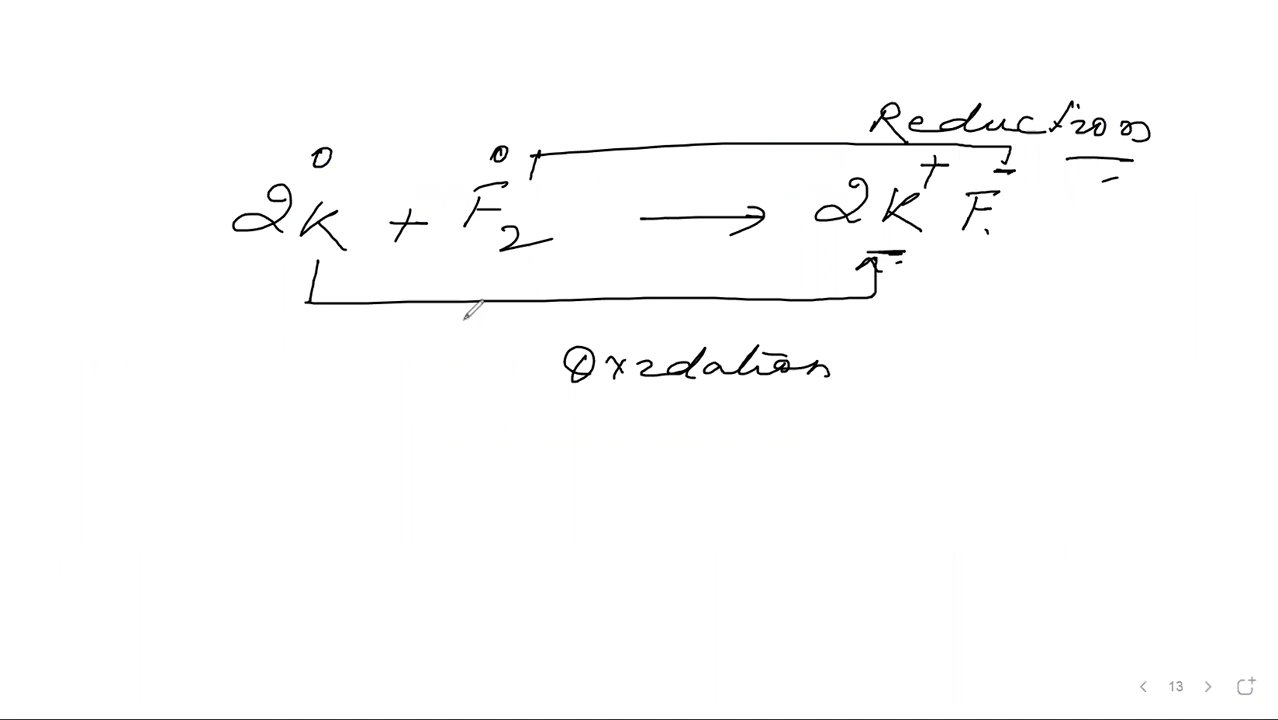 Reduction
0 0 + -
2K + F2 → 2K F
Oxidation
13